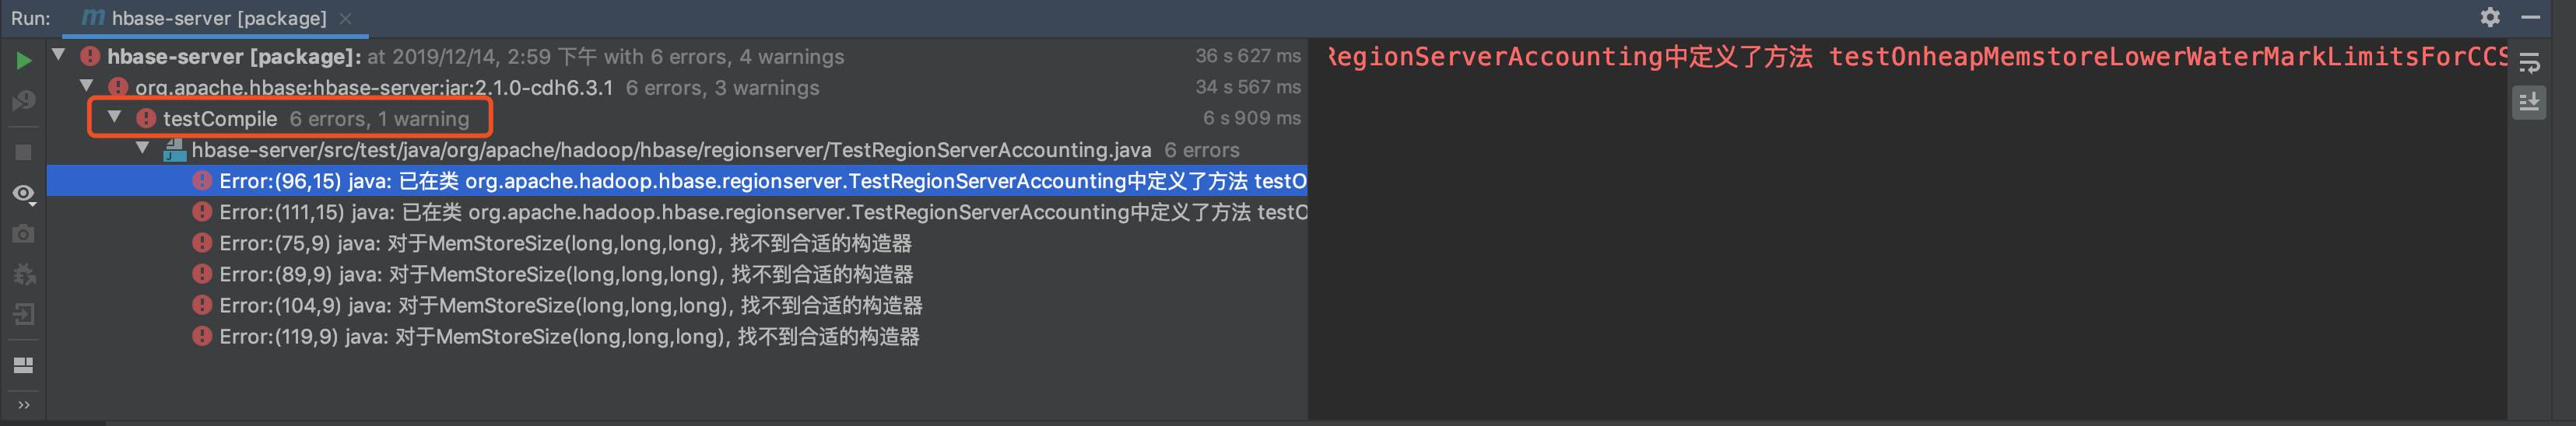 Run: m hbase-server [package] ×
hbase-server [package]: at 2019/12/14, 2:59 下午 with 6 errors, 4 warnings 36 s 627 ms
org.apache.hbase:hbase-server:jar:2.1.0-cdh6.3.1 6 errors, 3 warnings 34 s 567 ms
testCompile 6 errors, 1 warning 6 s 909 ms
hbase-server/src/test/java/org/apache/hadoop/hbase/regionserver/TestRegionServerAccounting.java 6 errors
Error:(96,15) java: 已在类 org.apache.hadoop.hbase.regionserver.TestRegionServerAccounting中定义了方法 testO
Error:(111,15) java: 已在类 org.apache.hadoop.hbase.regionserver.TestRegionServerAccounting中定义了方法 testO
Error:(75,9) java: 对于MemStoreSize(long,long,long), 找不到合适的构造器
Error:(89,9) java: 对于MemStoreSize(long,long,long), 找不到合适的构造器
Error:(104,9) java: 对于MemStoreSize(long,long,long), 找不到合适的构造器
Error:(119,9) java: 对于MemStoreSize(long,long,long), 找不到合适的构造器
RegionServerAccounting中定义了方法 testOnheapMemstoreLowerWaterMarkLimitsForCCS